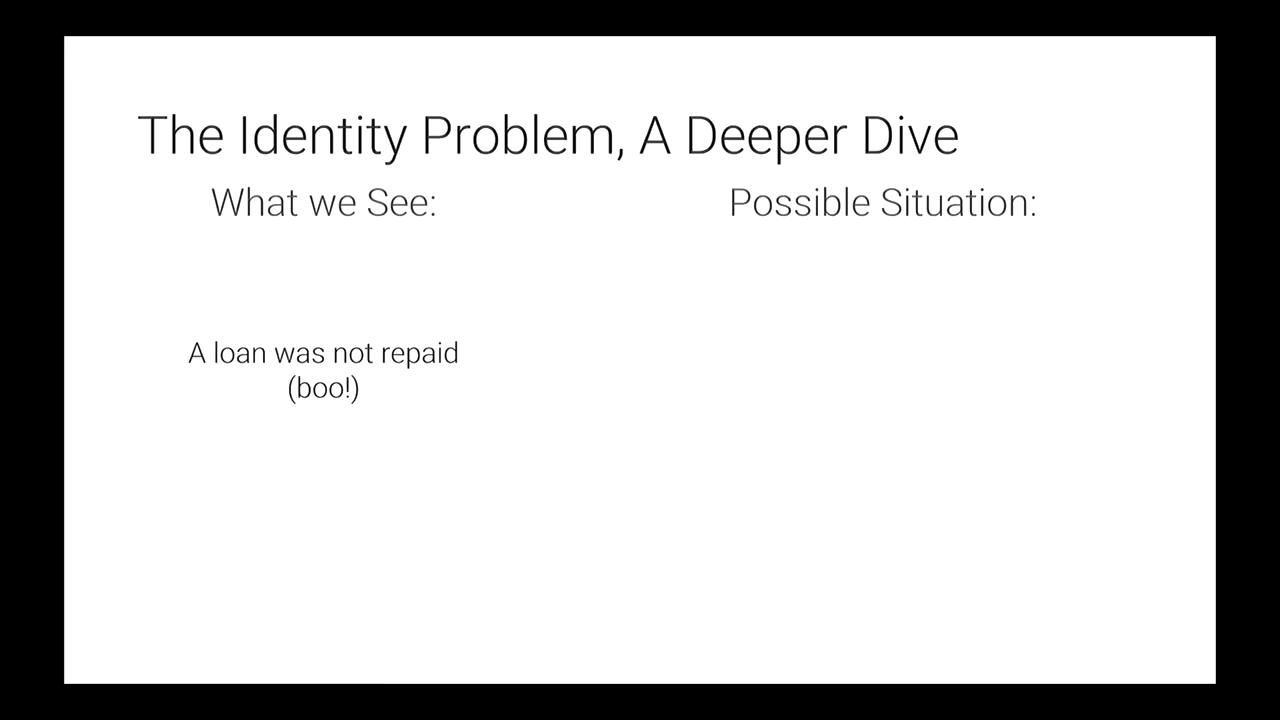 The Identity Problem, A Deeper Dive
What we See:
Possible Situation:
A loan was not repaid
(boo!)